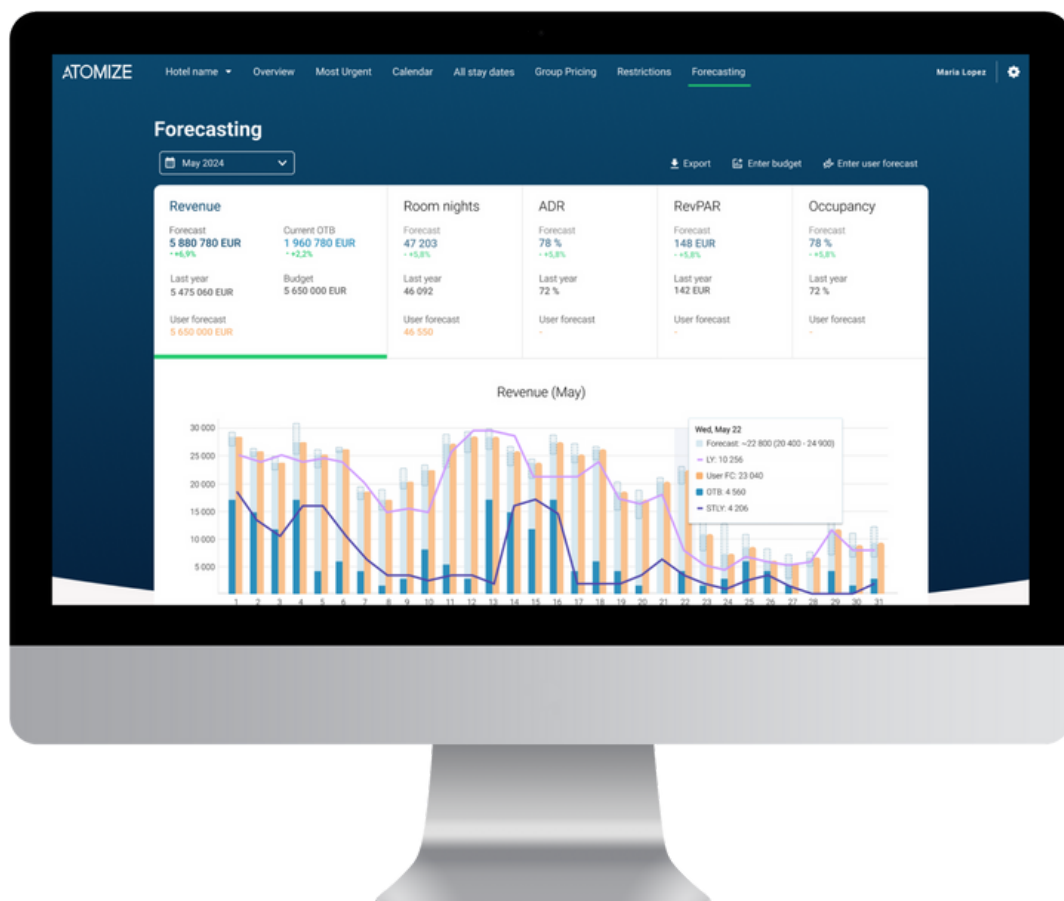 ATOMIZE Hotel name Overview Most Urgent Calendar All stay dates Group Pricing Restrictions Forecasting Maria Lopez
Forecasting
May 2024 Export Enter budget Enter user forecast
Revenue
Forecast Current OTB
5 880 780 EUR 1 960 780 EUR
- +6,9% - +2,2%
Last year Budget
5 475 060 EUR 5 650 000 EUR
User forecast
5 650 000 EUR
Room nights
Forecast
47 203
- +5,8%
Last year
46 092
User forecast
46 550
ADR
Forecast
78 %
- +5,8%
Last year
72 %
User forecast
-
RevPAR
Forecast
148 EUR
- +5,8%
Last year
142 EUR
User forecast
-
Occupancy
Forecast
78 %
- +5,8%
Last year
72 %
User forecast
-
Revenue (May)
30 000
25 000
20 000
15 000
10 000
5 000
Wed, May 22
Forecast: ~22 800 (20 400 - 24 900)
LY: 10 256
User FC: 23 040
OTB: 4 560
STLY: 4 206
1 2 3 4 5 6 7 8 9 10 11 12 13 14 15 16 17 18 19 20 21 22 23 24 25 26 27 28 29 30 31